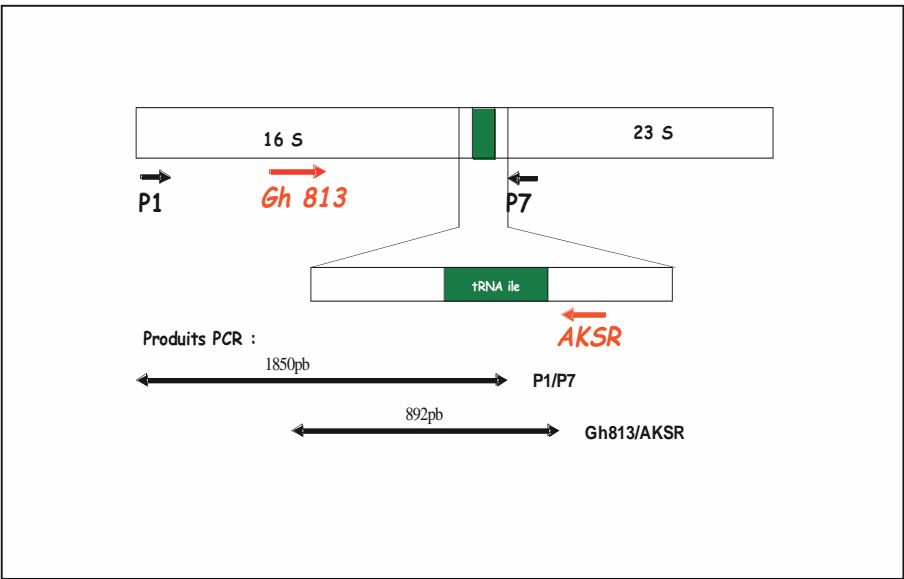 16 S
23 S
P1
Gh 813
P7
tRNA ile
AKSR
Produits PCR :
1850pb
P1/P7
892pb
Gh813/AKSR